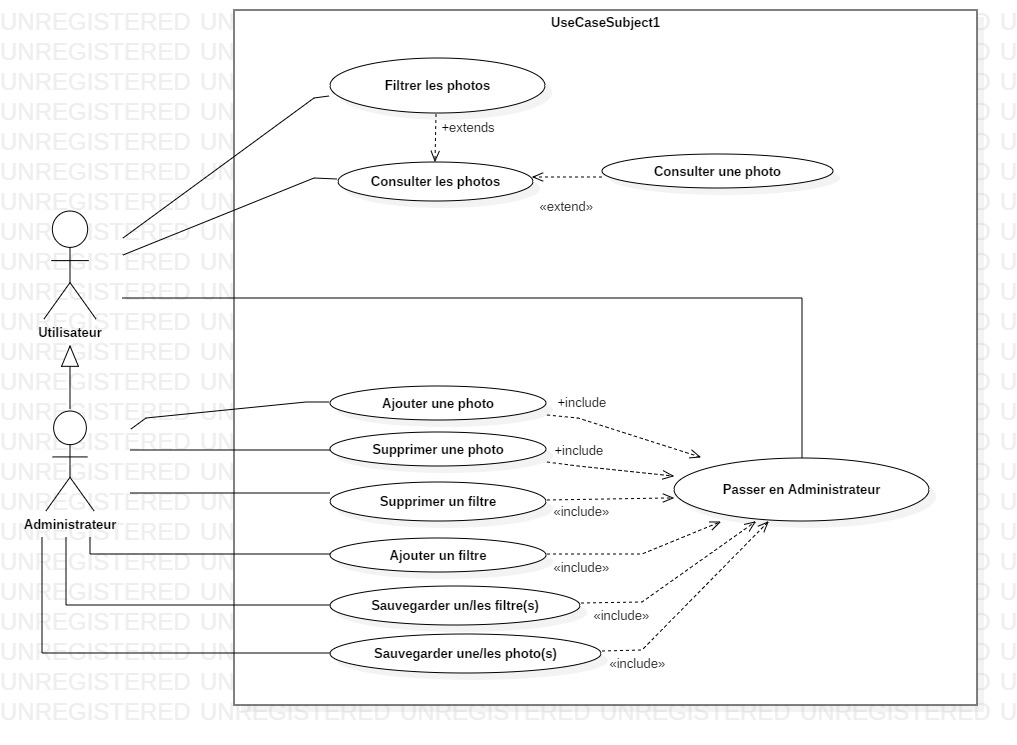 UseCaseSubject1
Filtrer les photos
+extends
Consulter les photos
Consulter une photo
«extend»
Utilisateur
Ajouter une photo
+include
Supprimer une photo
+include
Passer en Administrateur
Supprimer un filtre
«include»
Administrateur
Ajouter un filtre
«include»
Sauvegarder un/les filtre(s)
«include»
Sauvegarder une/les photo(s)
«include»
UNREGISTERED UNREGISTERED UNREGISTERED UNREGISTERED UNREGISTERED U